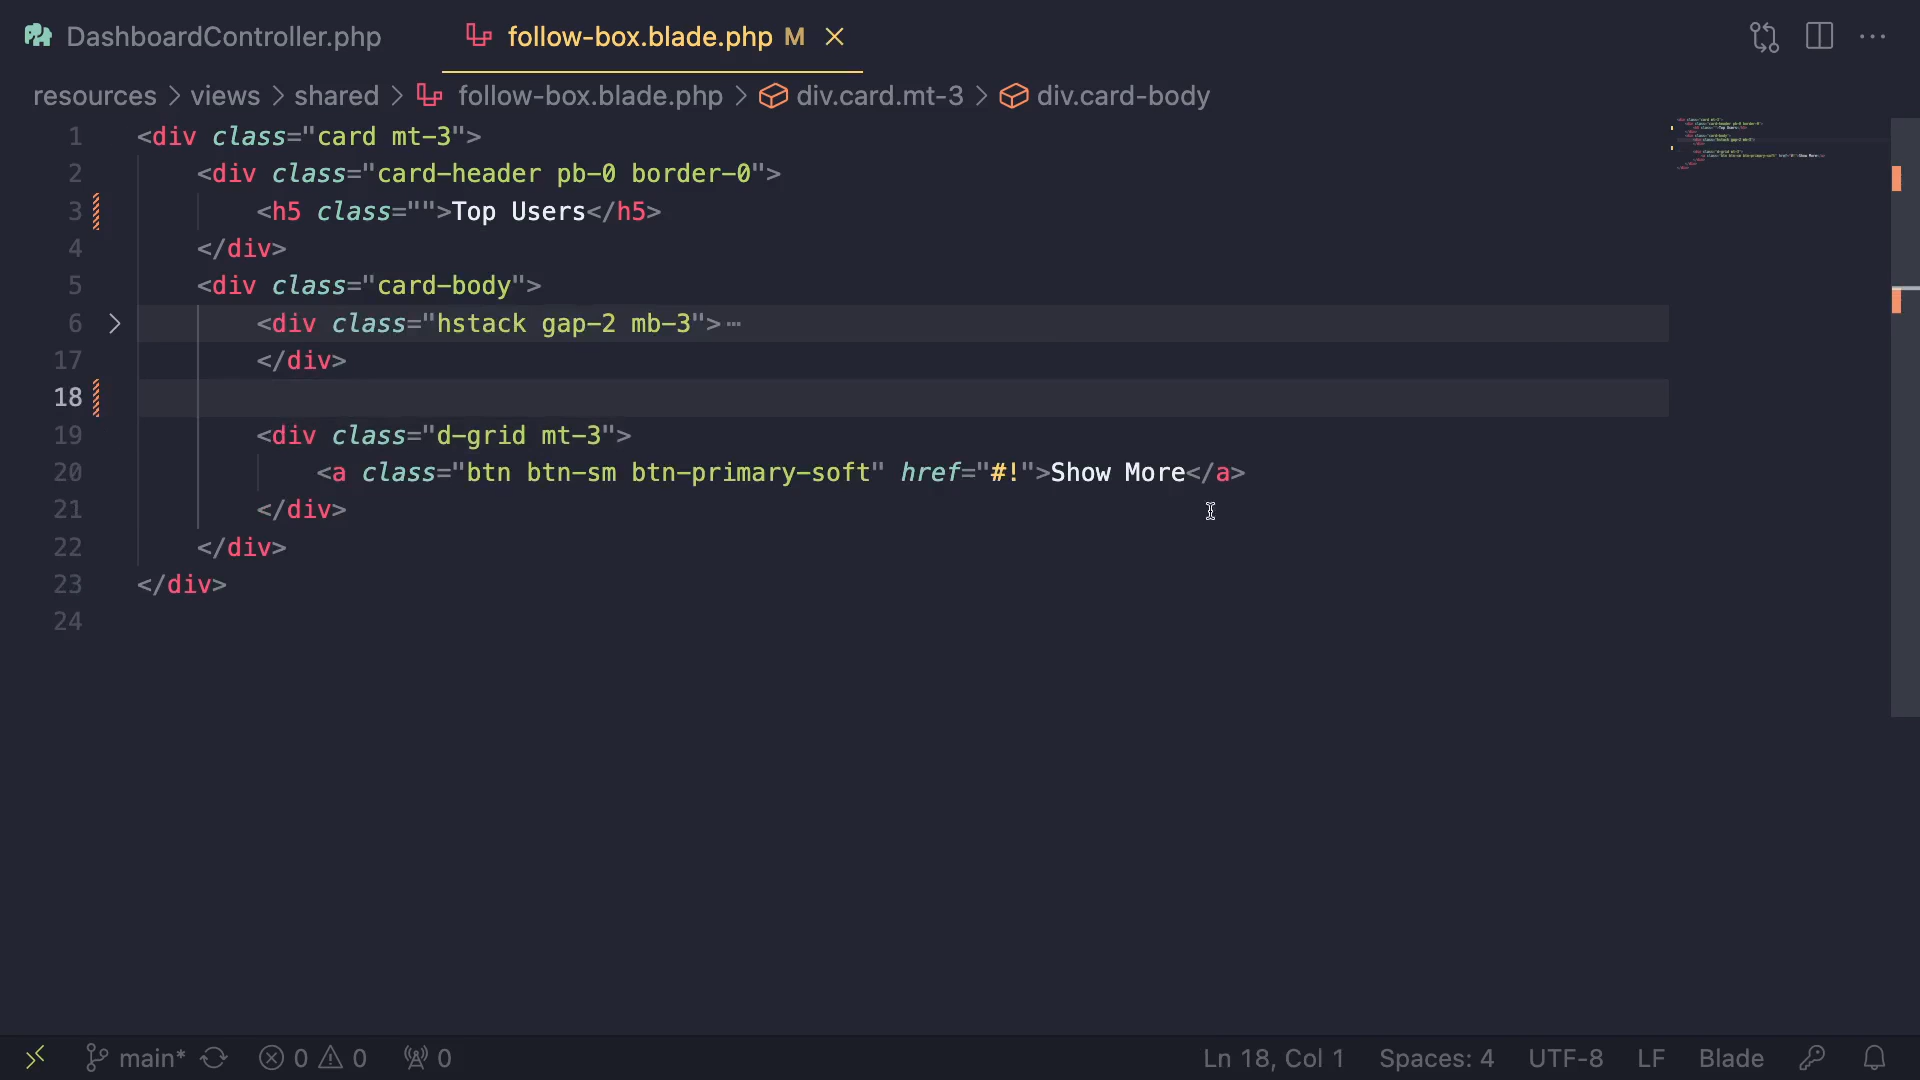 DashboardController.php follow-box.blade.php M
resources > views > shared > follow-box.blade.php > div.card.mt-3 > div.card-body
1 <div class="card mt-3">
2 <div class="card-header pb-0 border-0">
3 <h5 class="">Top Users</h5>
4 </div>
5 <div class="card-body">
6 <div class="hstack gap-2 mb-3">⋯
17 </div>
18
19 <div class="d-grid mt-3">
20 <a class="btn btn-sm btn-primary-soft" href="#!">Show More</a>
21 </div>
22 </div>
23 </div>
24
main* 0 0 0 Ln 18, Col 1 Spaces: 4 UTF-8 LF Blade